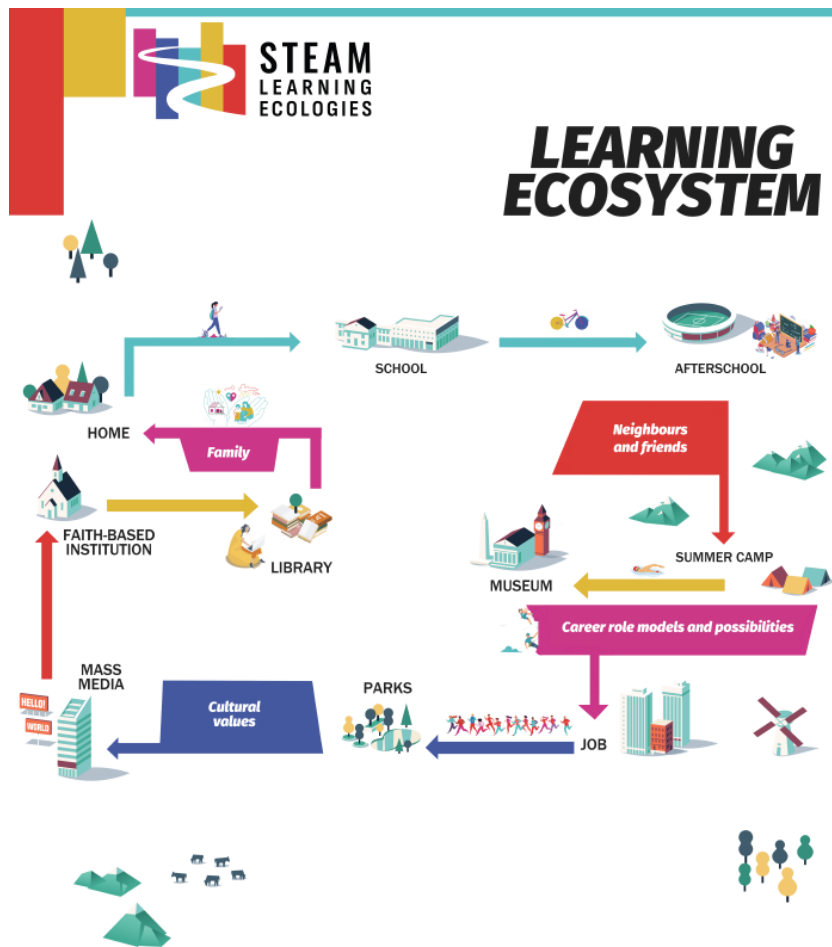 STEAM
LEARNING
ECOLOGIES
LEARNING
ECOSYSTEM
SCHOOL
AFTERSCHOOL
HOME
Family
Neighbours
and friends
FAITH-BASED
INSTITUTION
LIBRARY
SUMMER CAMP
MUSEUM
Career role models and possibilities
MASS
MEDIA
HELLO!
WORLD
Cultural
values
PARKS
JOB